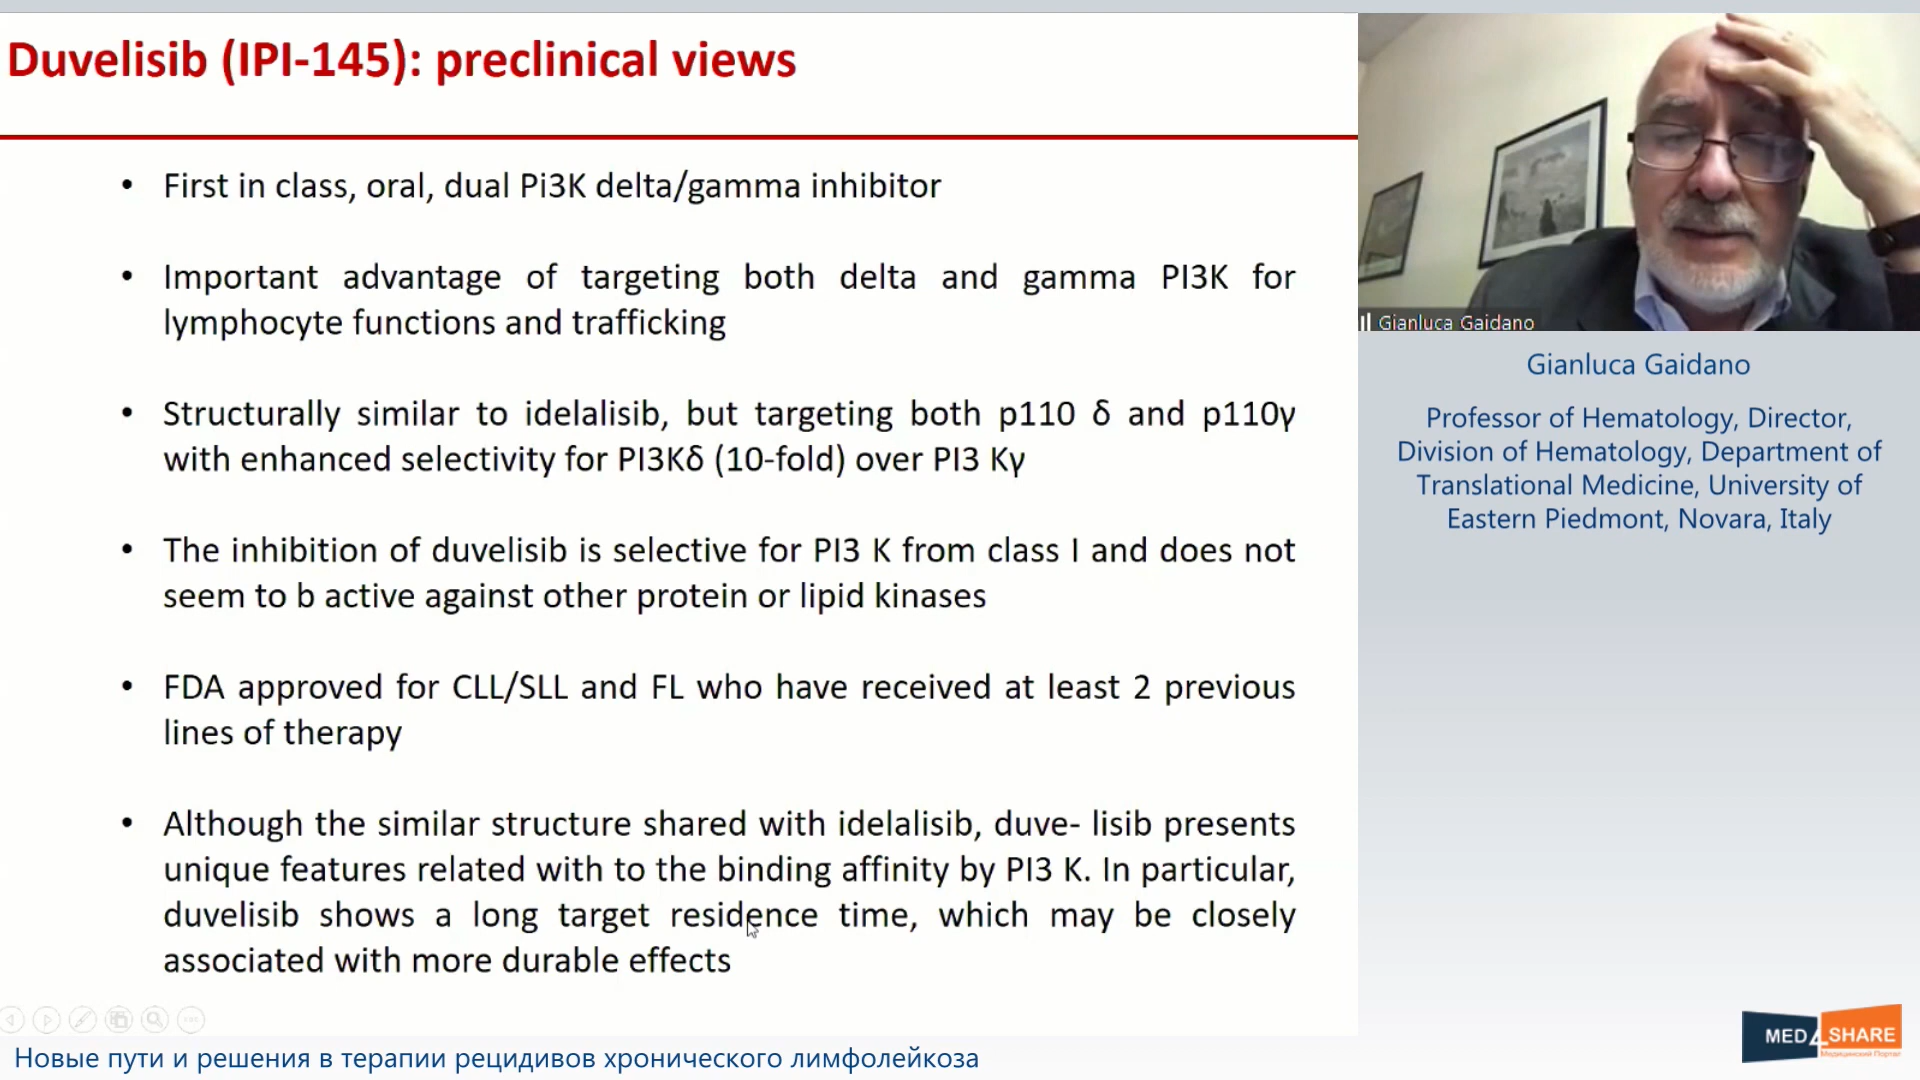 Duvelisib (IPI-145): preclinical views
• First in class, oral, dual Pi3K delta/gamma inhibitor
• Important advantage of targeting both delta and gamma PI3K for
lymphocyte functions and trafficking
• Structurally similar to idelalisib, but targeting both p110 δ and p110γ
with enhanced selectivity for PI3Kδ (10-fold) over PI3 Kγ
• The inhibition of duvelisib is selective for PI3 K from class I and does not
seem to b active against other protein or lipid kinases
• FDA approved for CLL/SLL and FL who have received at least 2 previous
lines of therapy
• Although the similar structure shared with idelalisib, duve- lisib presents
unique features related with to the binding affinity by PI3 K. In particular,
duvelisib shows a long target residence time, which may be closely
associated with more durable effects
Gianluca Gaidano
Gianluca Gaidano
Professor of Hematology, Director,
Division of Hematology, Department of
Translational Medicine, University of
Eastern Piedmont, Novara, Italy
MED4SHARE
Медицинский Портал
Новые пути и решения в терапии рецидивов хронического лимфолейкоза